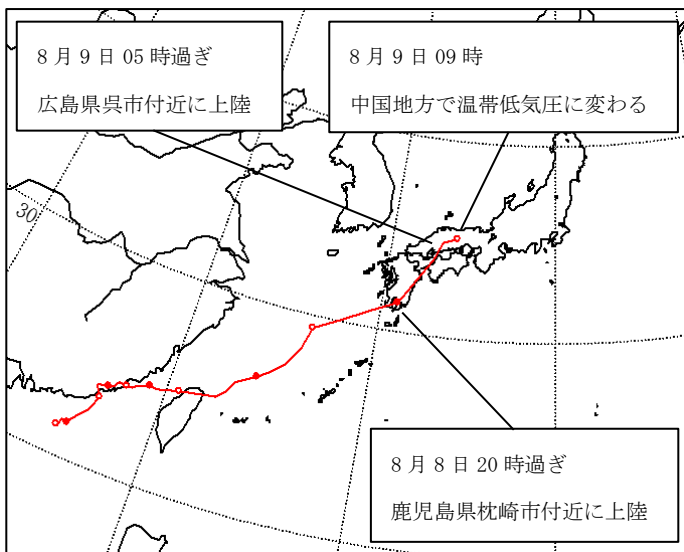 8月9日05時過ぎ
広島県呉市付近に上陸
8月9日09時
中国地方で温帯低気圧に変わる
30
8月8日20時過ぎ
鹿児島県枕崎市付近に上陸